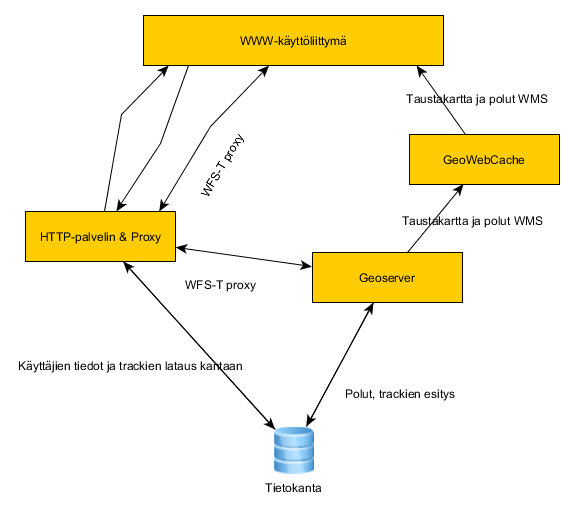 WWW-käyttöliittymä
Taustakartta ja polut WMS
GeoWebCache
WFS-T proxy
Taustakartta ja polut WMS
HTTP-palvelin & Proxy
Geoserver
WFS-T proxy
Käyttäjien tiedot ja trackien lataus kantaan
Polut, trackien esitys
Tietokanta